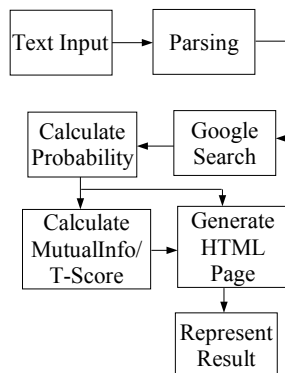 Text Input
Parsing
Calculate
Probability
Google
Search
Calculate
MutualInfo/
T-Score
Generate
HTML
Page
Represent
Result